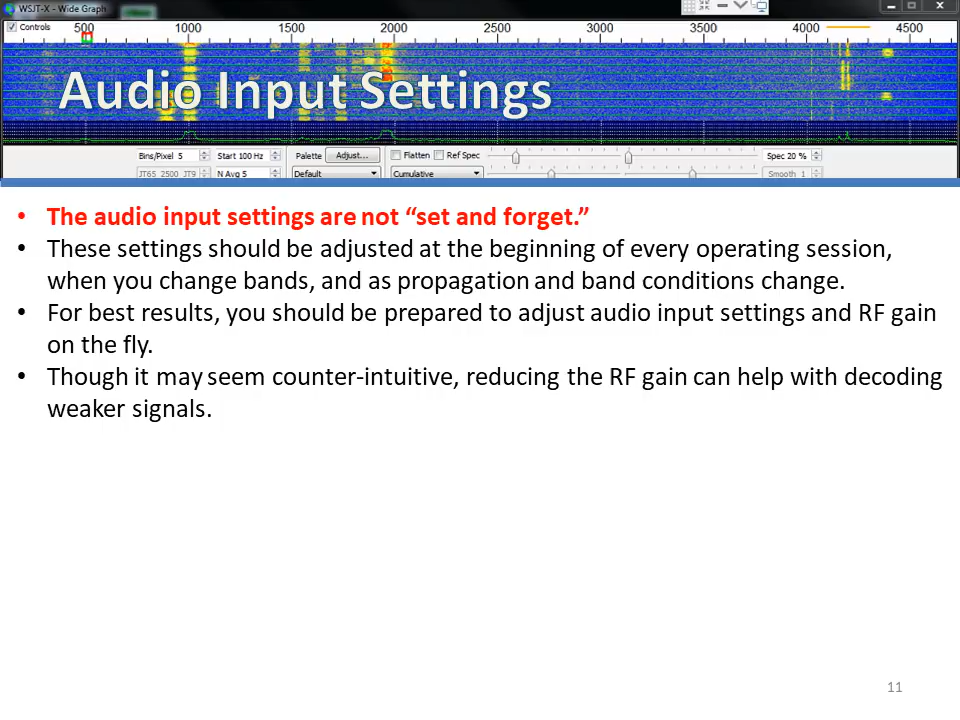 WSJT-X - Wide Graph
Controls 500 1000 1500 2000 2500 3000 3500 4000 4500
Audio Input Settings
Bins/Pixel 5 Start 100 Hz Palette Adjust... Flatten Ref Spec Spec 20 %
JT65 2500 JT9 N Avg 5 Default Cumulative Smooth 1
• The audio input settings are not “set and forget.”
• These settings should be adjusted at the beginning of every operating session,
when you change bands, and as propagation and band conditions change.
• For best results, you should be prepared to adjust audio input settings and RF gain
on the fly.
• Though it may seem counter-intuitive, reducing the RF gain can help with decoding
weaker signals.
11